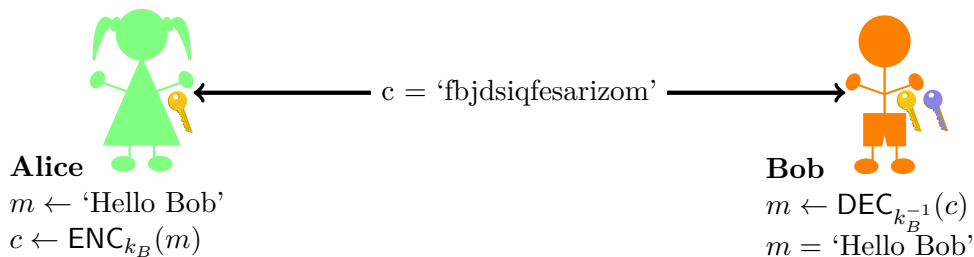 c = ‘fbjdsiqfesarizom’
Alice
m ← ‘Hello Bob’
c ← ENC_{k_B}(m)
Bob
m ← DEC_{k_B^{-1}}(c)
m = ‘Hello Bob’